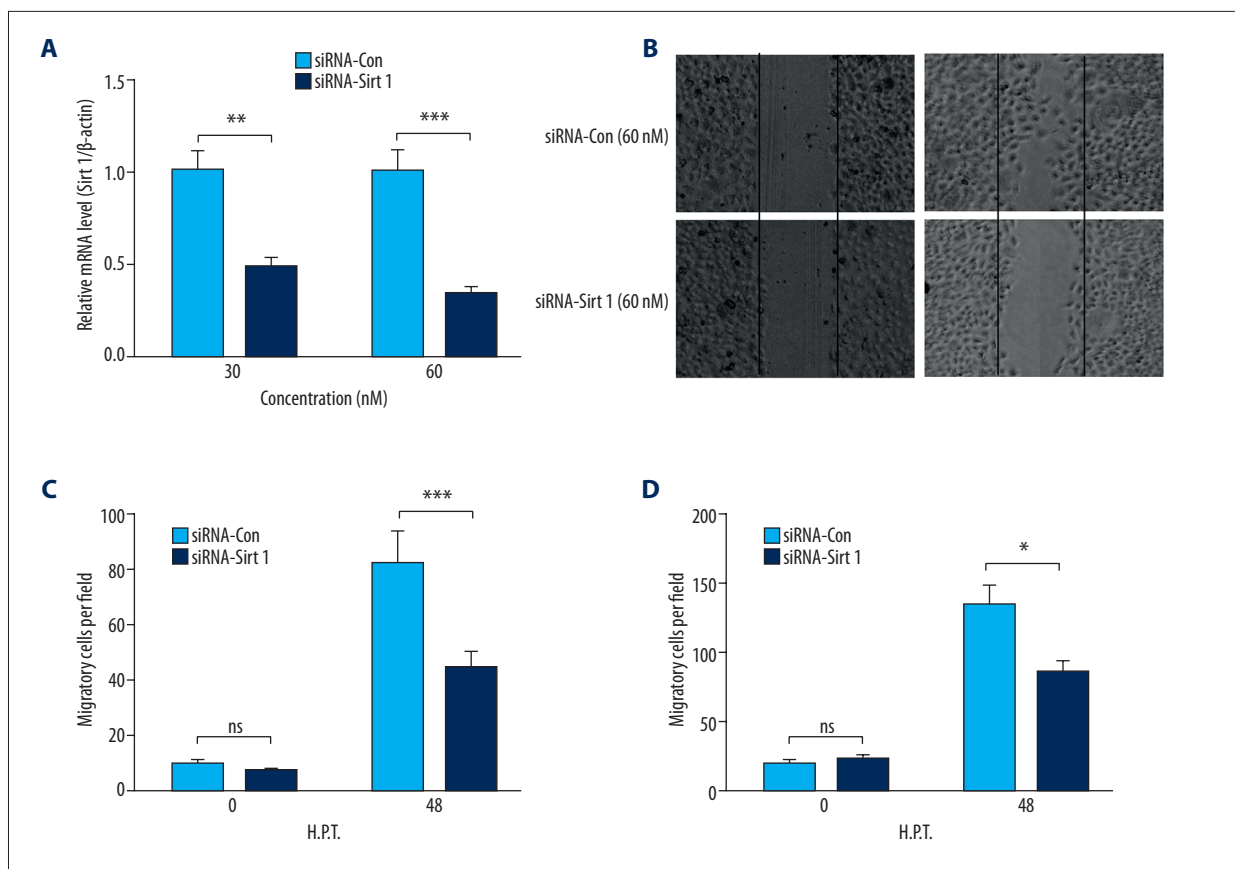 A
siRNA-Con
siRNA-Sirt 1
Relative mRNA level (Sirt 1/β-actin)
1.5
1.0
0.5
0.0
**
***
30
60
Concentration (nM)
B
siRNA-Con (60 nM)
siRNA-Sirt 1 (60 nM)
C
siRNA-Con
siRNA-Sirt 1
Migratory cells per field
100
80
60
40
20
0
ns
***
0
48
H.P.T.
D
siRNA-Con
siRNA-Sirt 1
Migratory cells per field
200
150
100
50
0
ns
*
0
48
H.P.T.